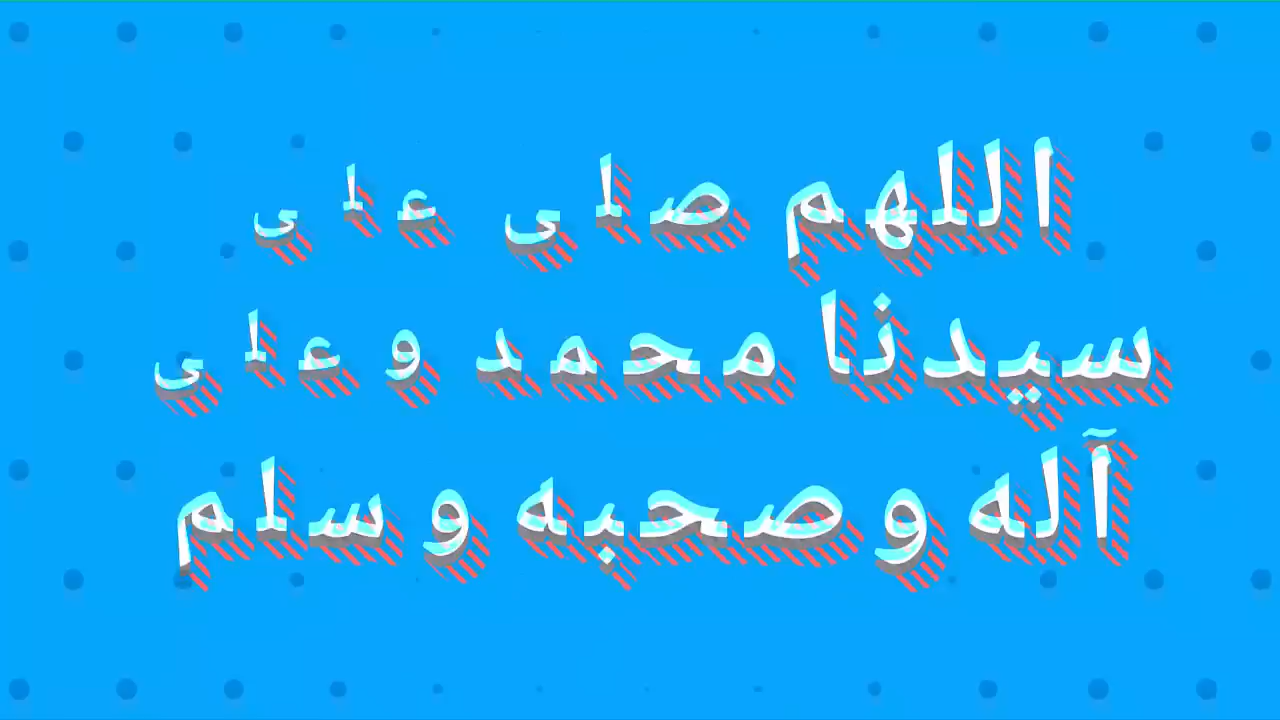 اللهم صلى على
سيدنا محمد وعلى
آله وصحبه وسلم